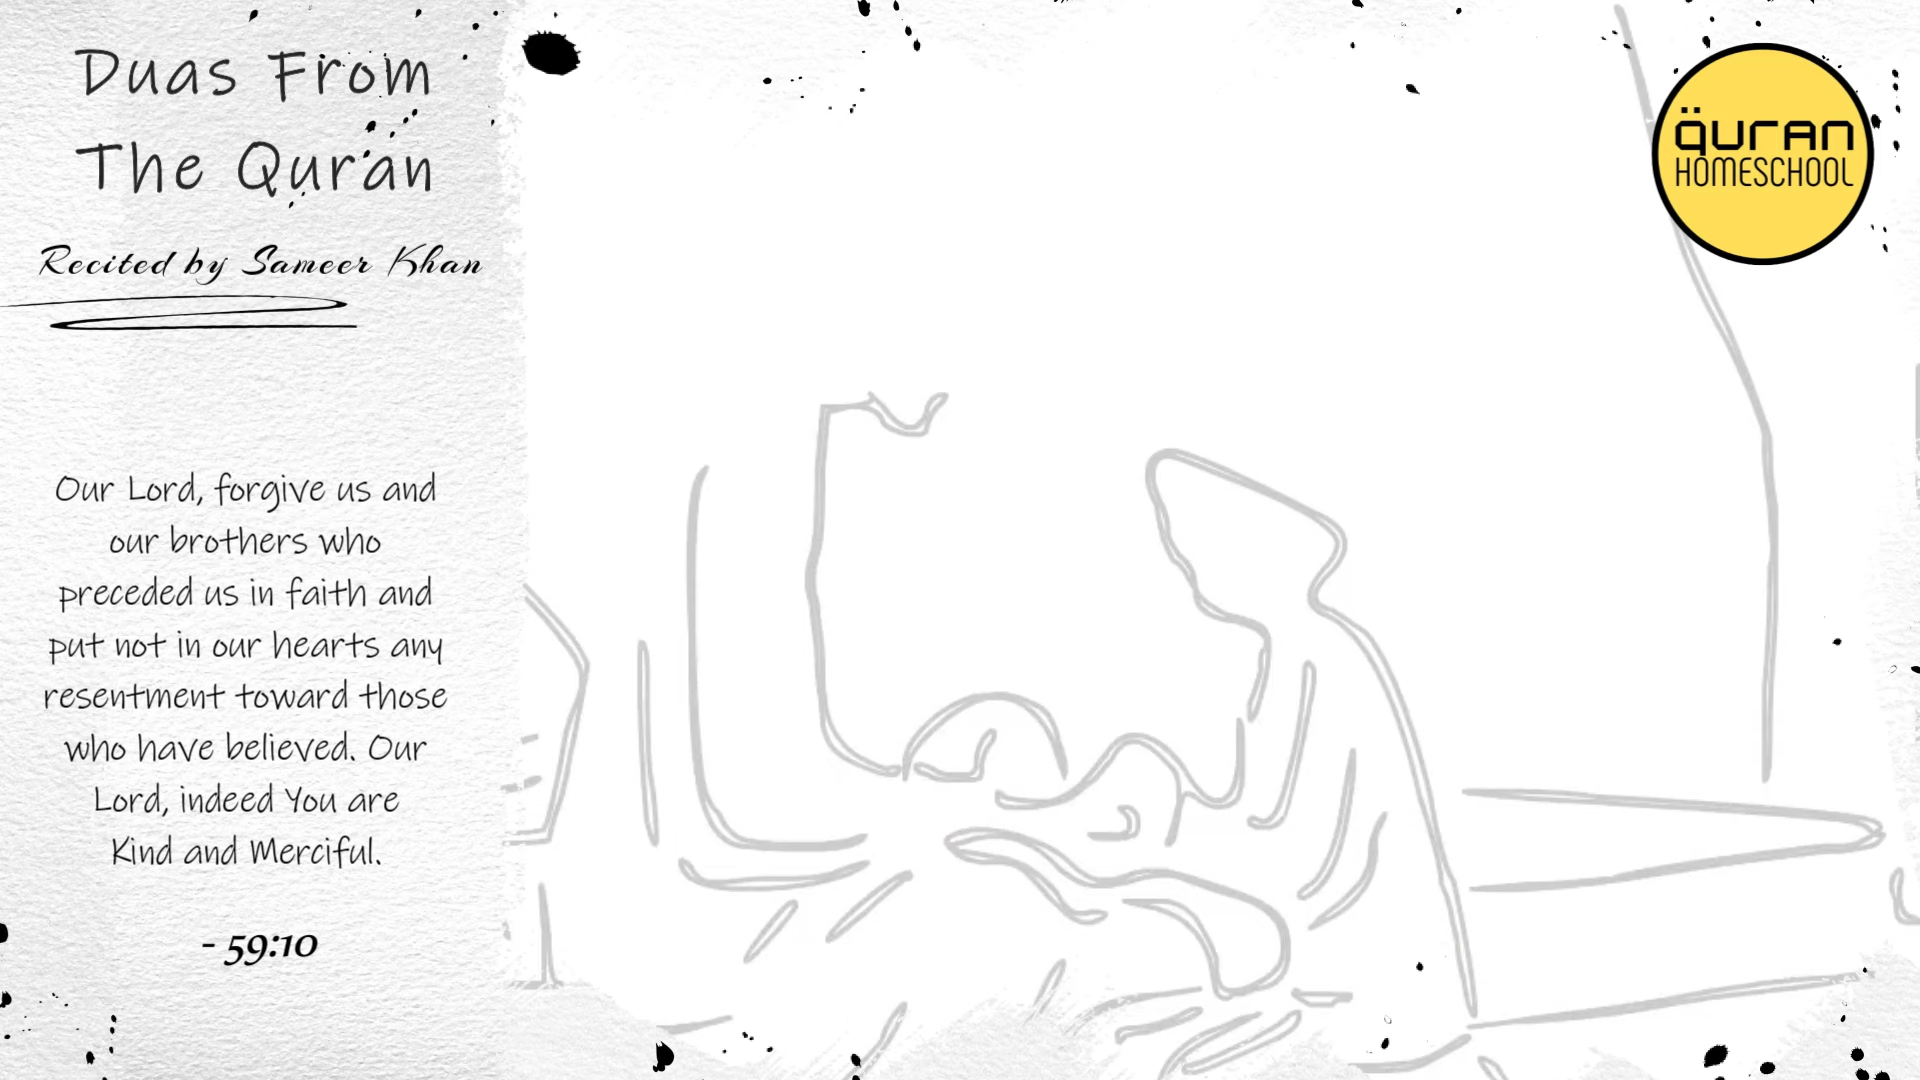 Duas From
The Quran
Recited by Sameer Khan
Our Lord, forgive us and
our brothers who
preceded us in faith and
put not in our hearts any
resentment toward those
who have believed. Our
Lord, indeed You are
Kind and Merciful.
- 59:10
QURAN
HOMESCHOOL